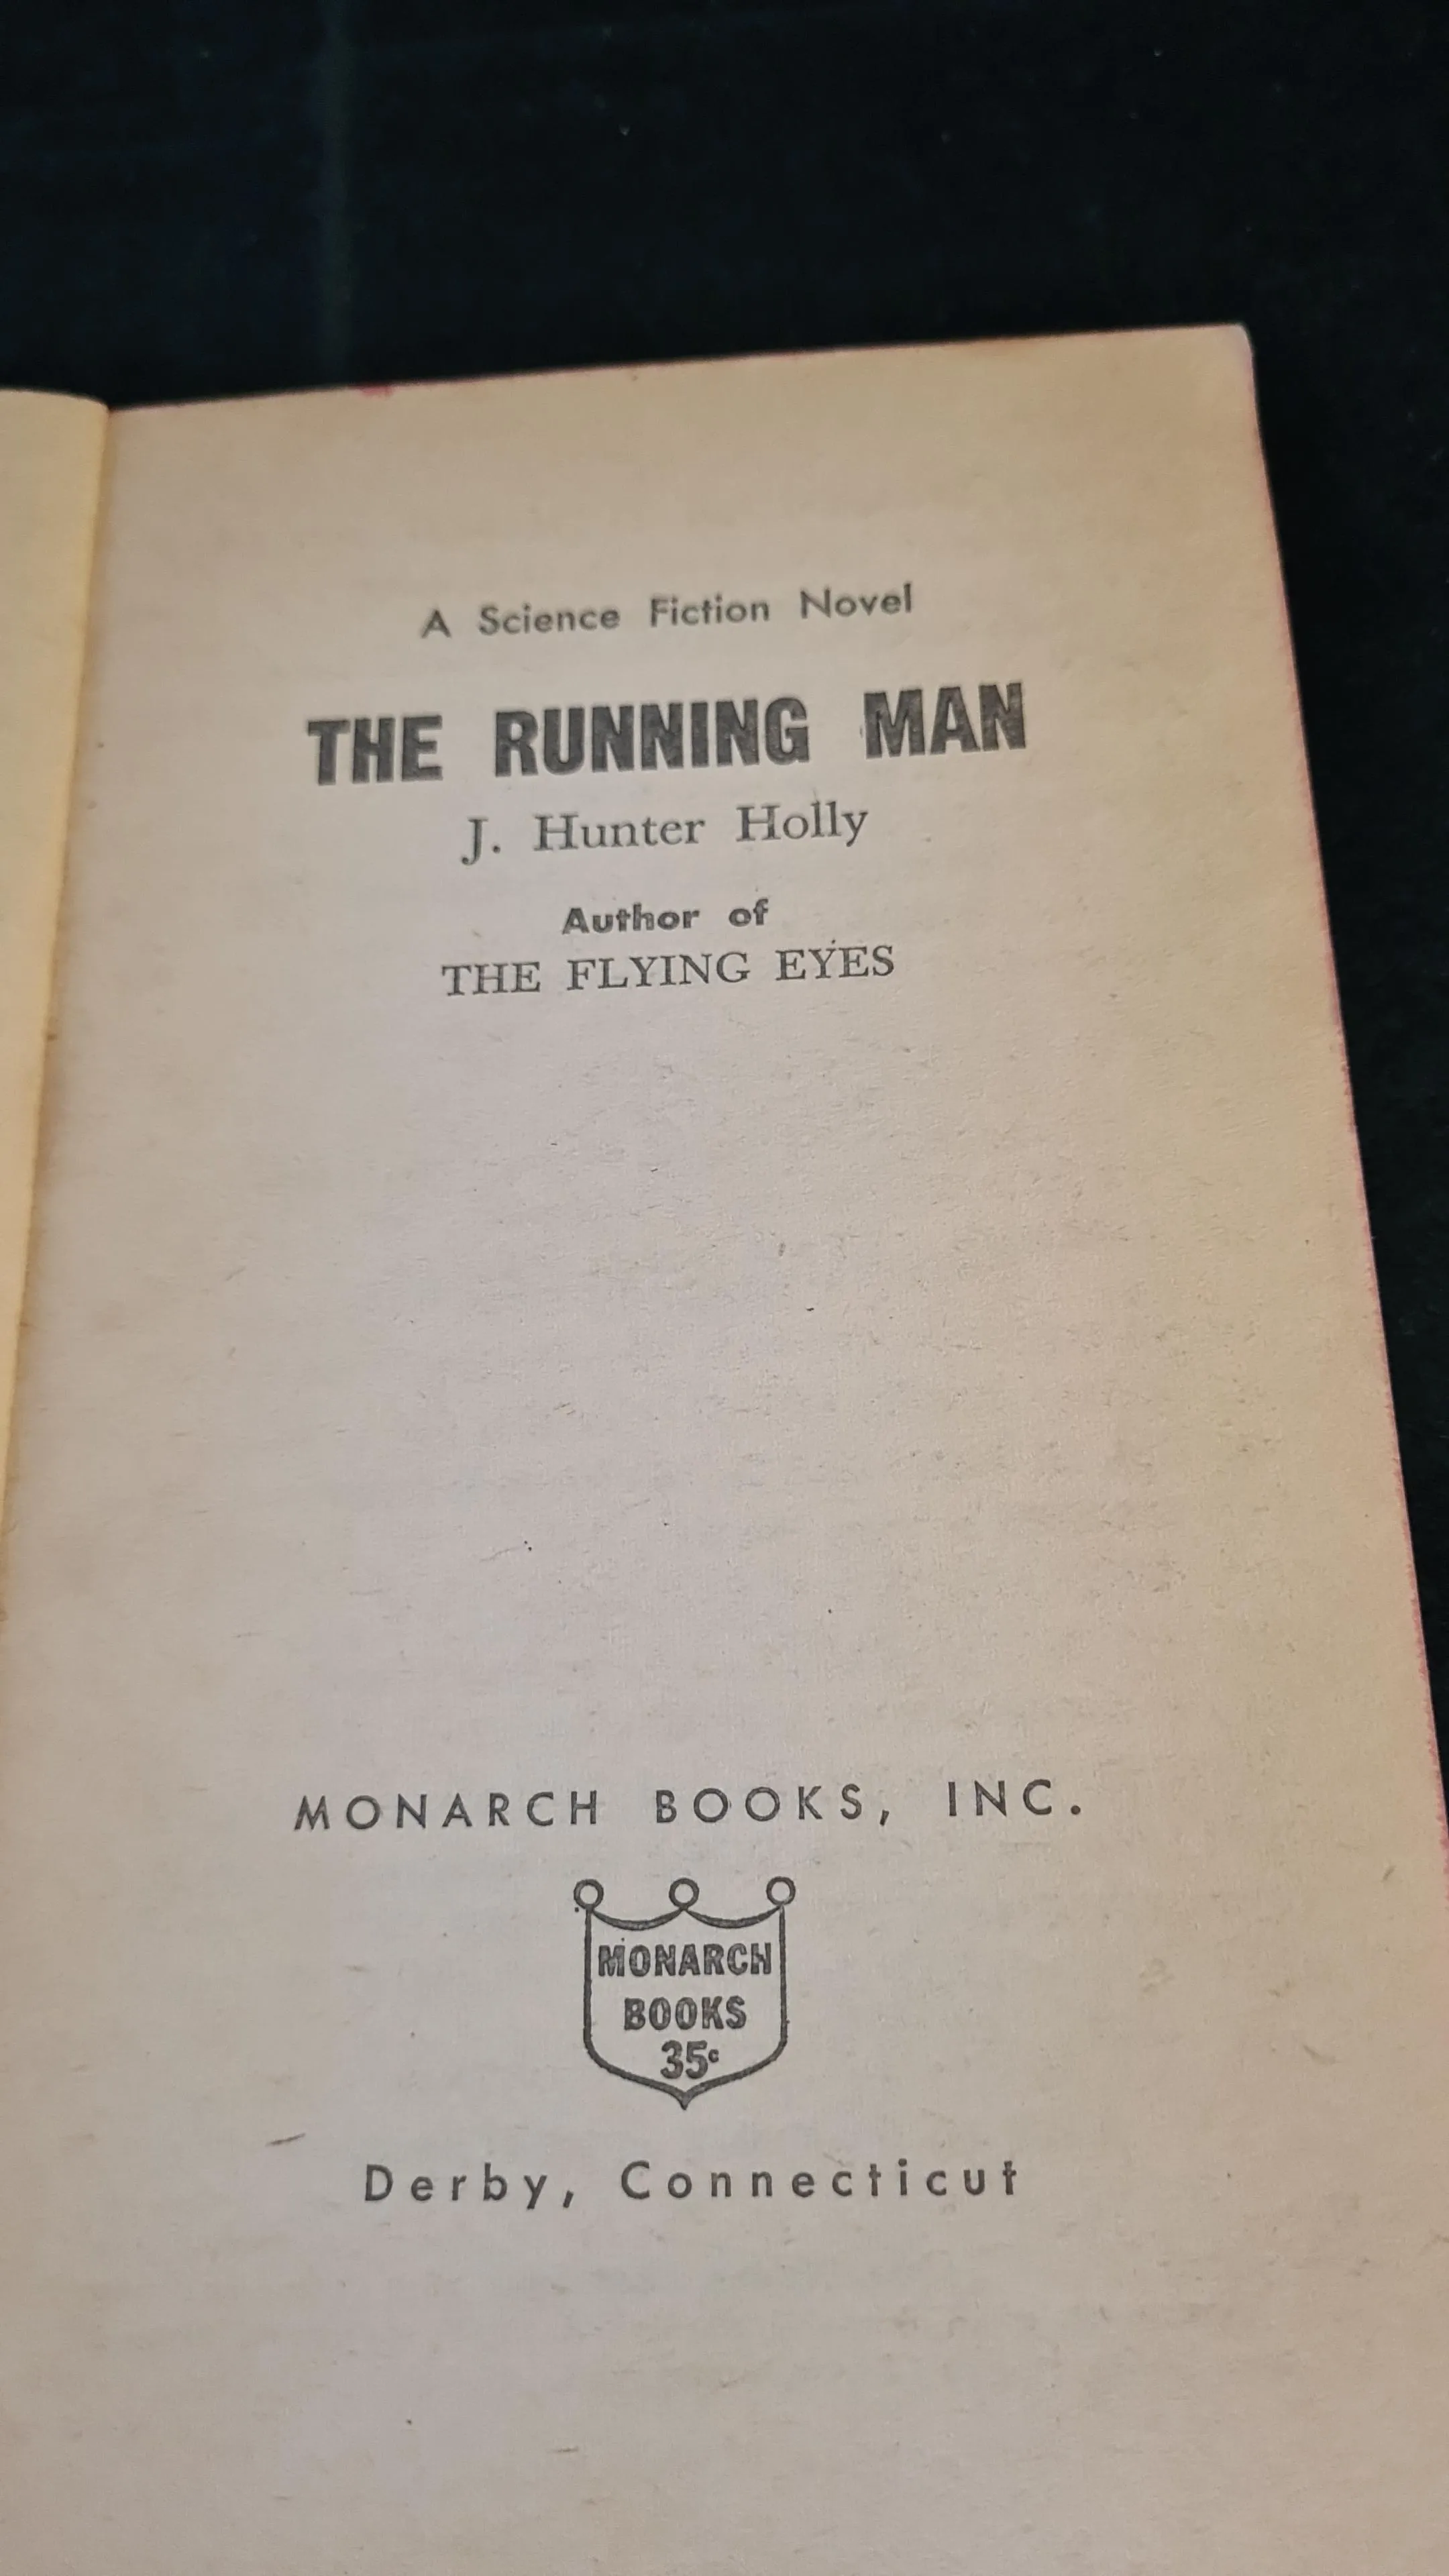 A Science Fiction Novel
THE RUNNING MAN
J. Hunter Holly
Author of
THE FLYING EYES
MONARCH BOOKS, INC.
MONARCH
BOOKS
35c
Derby, Connecticut